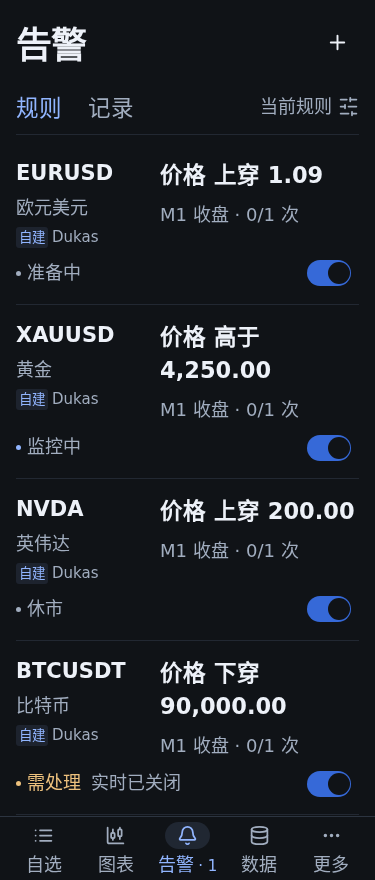 告警
规则 记录 当前规则
EURUSD
价格 上穿 1.09
欧元美元
M1 收盘 · 0/1 次
自建 Dukas
准备中
XAUUSD
价格 高于
4,250.00
黄金
M1 收盘 · 0/1 次
自建 Dukas
监控中
NVDA
价格 上穿 200.00
英伟达
M1 收盘 · 0/1 次
自建 Dukas
休市
BTCUSDT
价格 下穿
90,000.00
比特币
M1 收盘 · 0/1 次
自建 Dukas
需处理 实时已关闭
自选 图表 告警 · 1 数据 更多